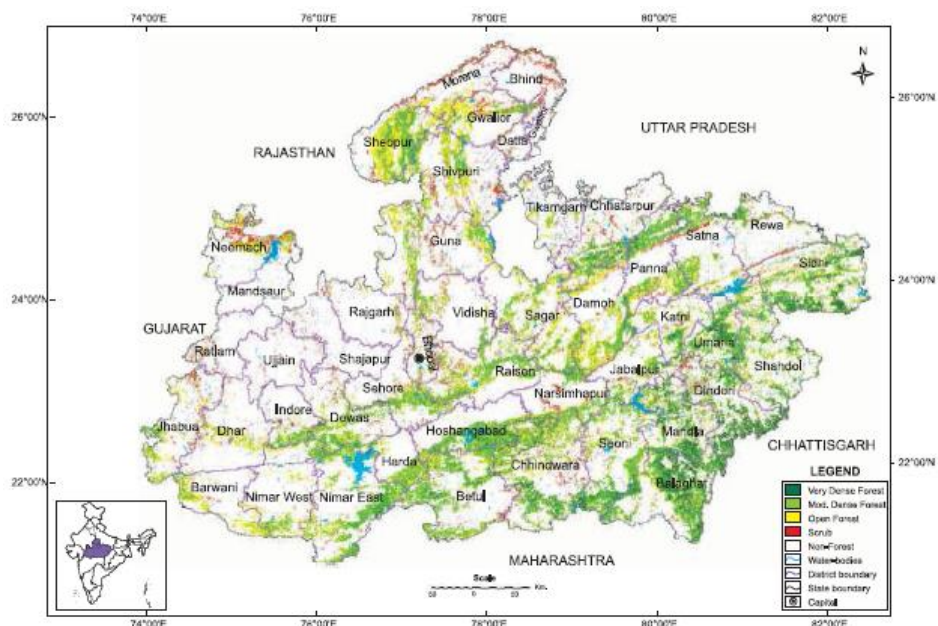 74°00'E 76°00'E 78°00'E 80°00'E 82°00'E
N
Morena Bhind
26°00'N 26°00'N
Gwalior
UTTAR PRADESH
Sheopur Datia
RAJASTHAN
Shivpuri
Tikamgarh Chhatarpur
Rewa
Satna
Guna
Neemach
Sidhi
Panna
24°00'N 24°00'N
Mandsaur
Damoh
Rajgarh Vidisha Sagar Katni
GUJARAT
Umaria
Ratlam
Ujjain Shajapur Bhopal
Shahdol
Raison Jabalpur
Sehore
Dindori
Narsimhapur
Indore
Dewas
Jhabua Dhar Hoshangabad
Mandla
Seoni
CHHATTISGARH
Harda Chhindwara
22°00'N 22°00'N
Balaghat
Barwani
Nimar West Nimar East Betul
LEGEND
Very Dense Forest
Mod. Dense Forest
Open Forest
Scrub
Non-Forest
Water-bodies
District boundary
State boundary
Capital
MAHARASHTRA
Scale
Km.
74°00'E 76°00'E 78°00'E 80°00'E 82°00'E